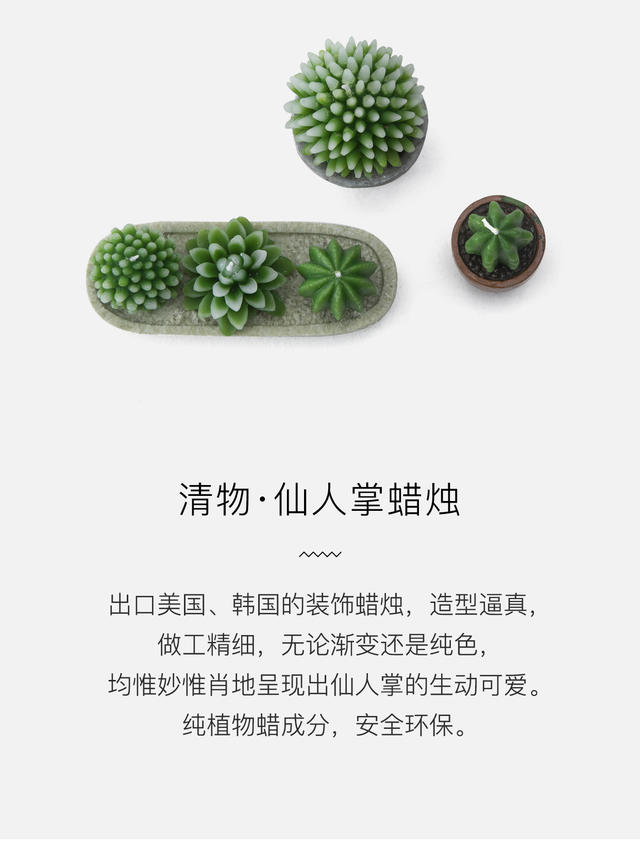 清物·仙人掌蜡烛
出口美国、韩国的装饰蜡烛，造型逼真，
做工精细，无论渐变还是纯色，
均惟妙惟肖地呈现出仙人掌的生动可爱。
纯植物蜡成分，安全环保。